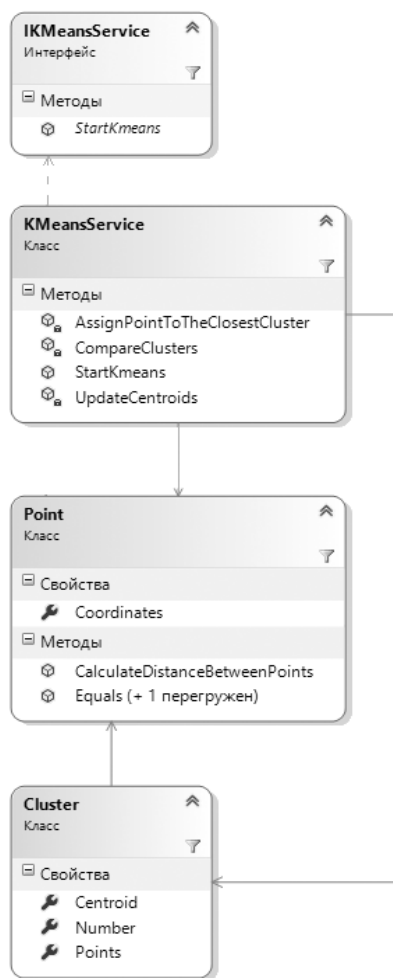 IKMeansService
Интерфейс
Методы
StartKmeans
KMeansService
Класс
Методы
AssignPointToTheClosestCluster
CompareClusters
StartKmeans
UpdateCentroids
Point
Класс
Свойства
Coordinates
Методы
CalculateDistanceBetweenPoints
Equals (+ 1 перегружен)
Cluster
Класс
Свойства
Centroid
Number
Points